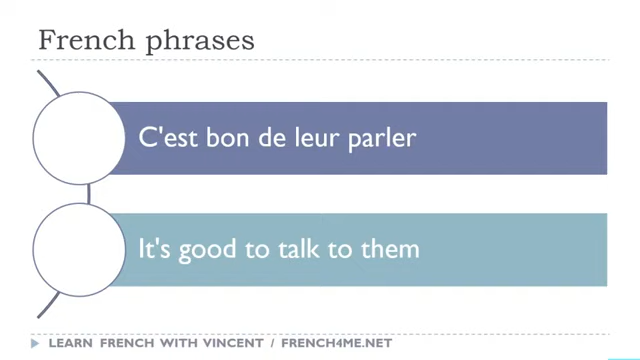 French phrases
C'est bon de leur parler
It's good to talk to them
LEARN FRENCH WITH VINCENT / FRENCH4ME.NET